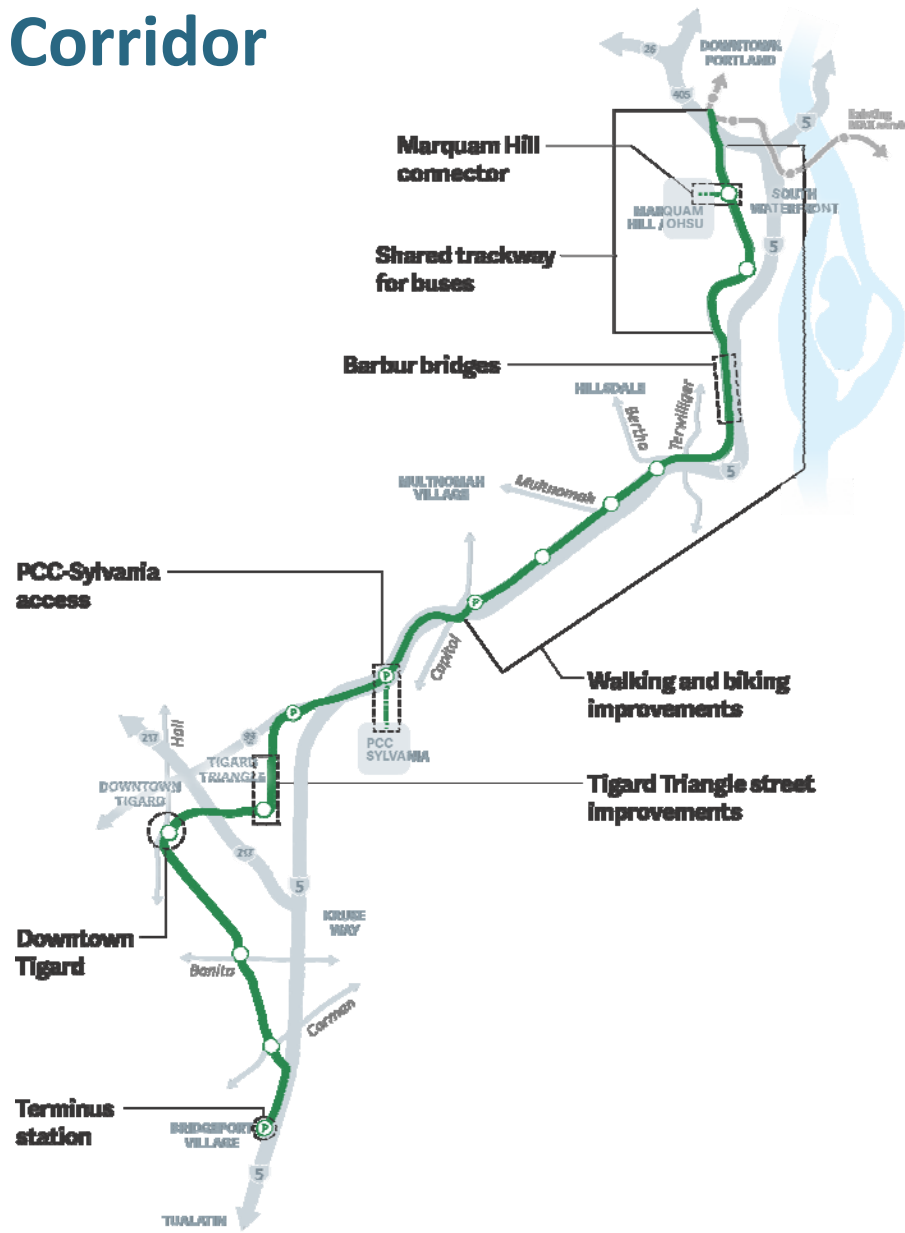 Corridor
26
DOWNTOWN
PORTLAND
405
5
Existing
MAX service
Marquam Hill
connector
MARQUAM
HILL / OHSU
SOUTH
WATERFRONT
5
Shared trackway
for buses
Barbur bridges
HILLSDALE
Bertha
Terwilliger
5
MULTNOMAH
VILLAGE
Multnomah
PCC-Sylvania
access
P
Capitol
P
Walking and biking
improvements
P
217
Hall
99
PCC
SYLVANIA
TIGARD
TRIANGLE
DOWNTOWN
TIGARD
Tigard Triangle street
improvements
217
5
KRUSE
WAY
Downtown
Tigard
Bonita
Carmen
Terminus
station
BRIDGEPORT
VILLAGE
P
5
TUALATIN